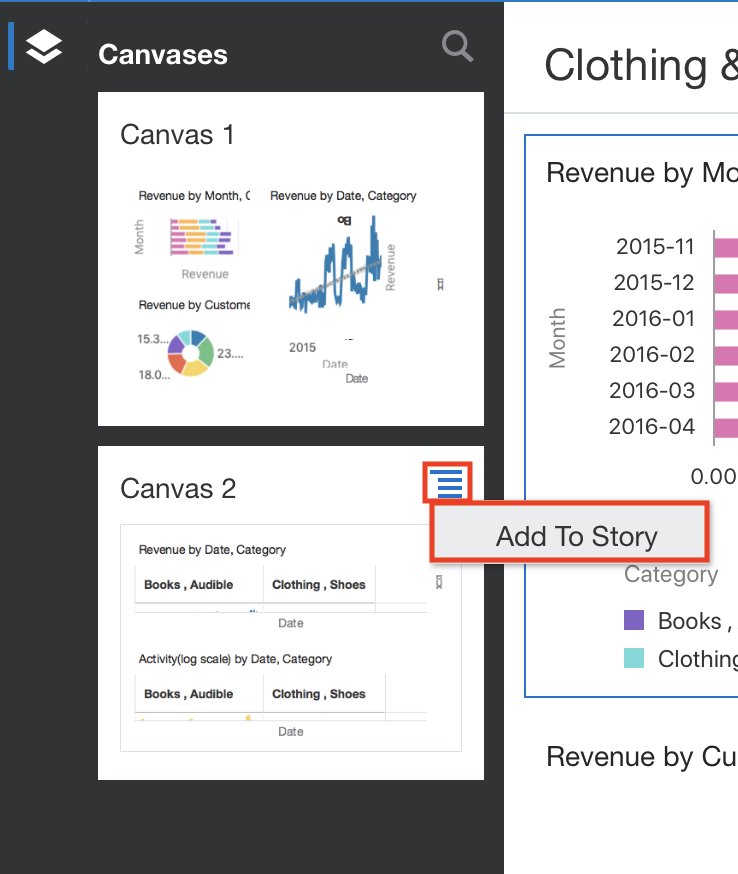 Canvases
Clothing &
Canvas 1
Revenue by Month, C
Month
Revenue
Revenue by Date, Category
Revenue
2015
Date
Date
Revenue by Custome
15.3...
23....
18.0...
Canvas 2
Add To Story
Revenue by Date, Category
Books , Audible
Clothing , Shoes
Date
Activity(log scale) by Date, Category
Books , Audible
Clothing , Shoes
Date
Revenue by Mo
Month
2015-11
2015-12
2016-01
2016-02
2016-03
2016-04
0.00
Category
Books ,
Clothing
Revenue by Cu